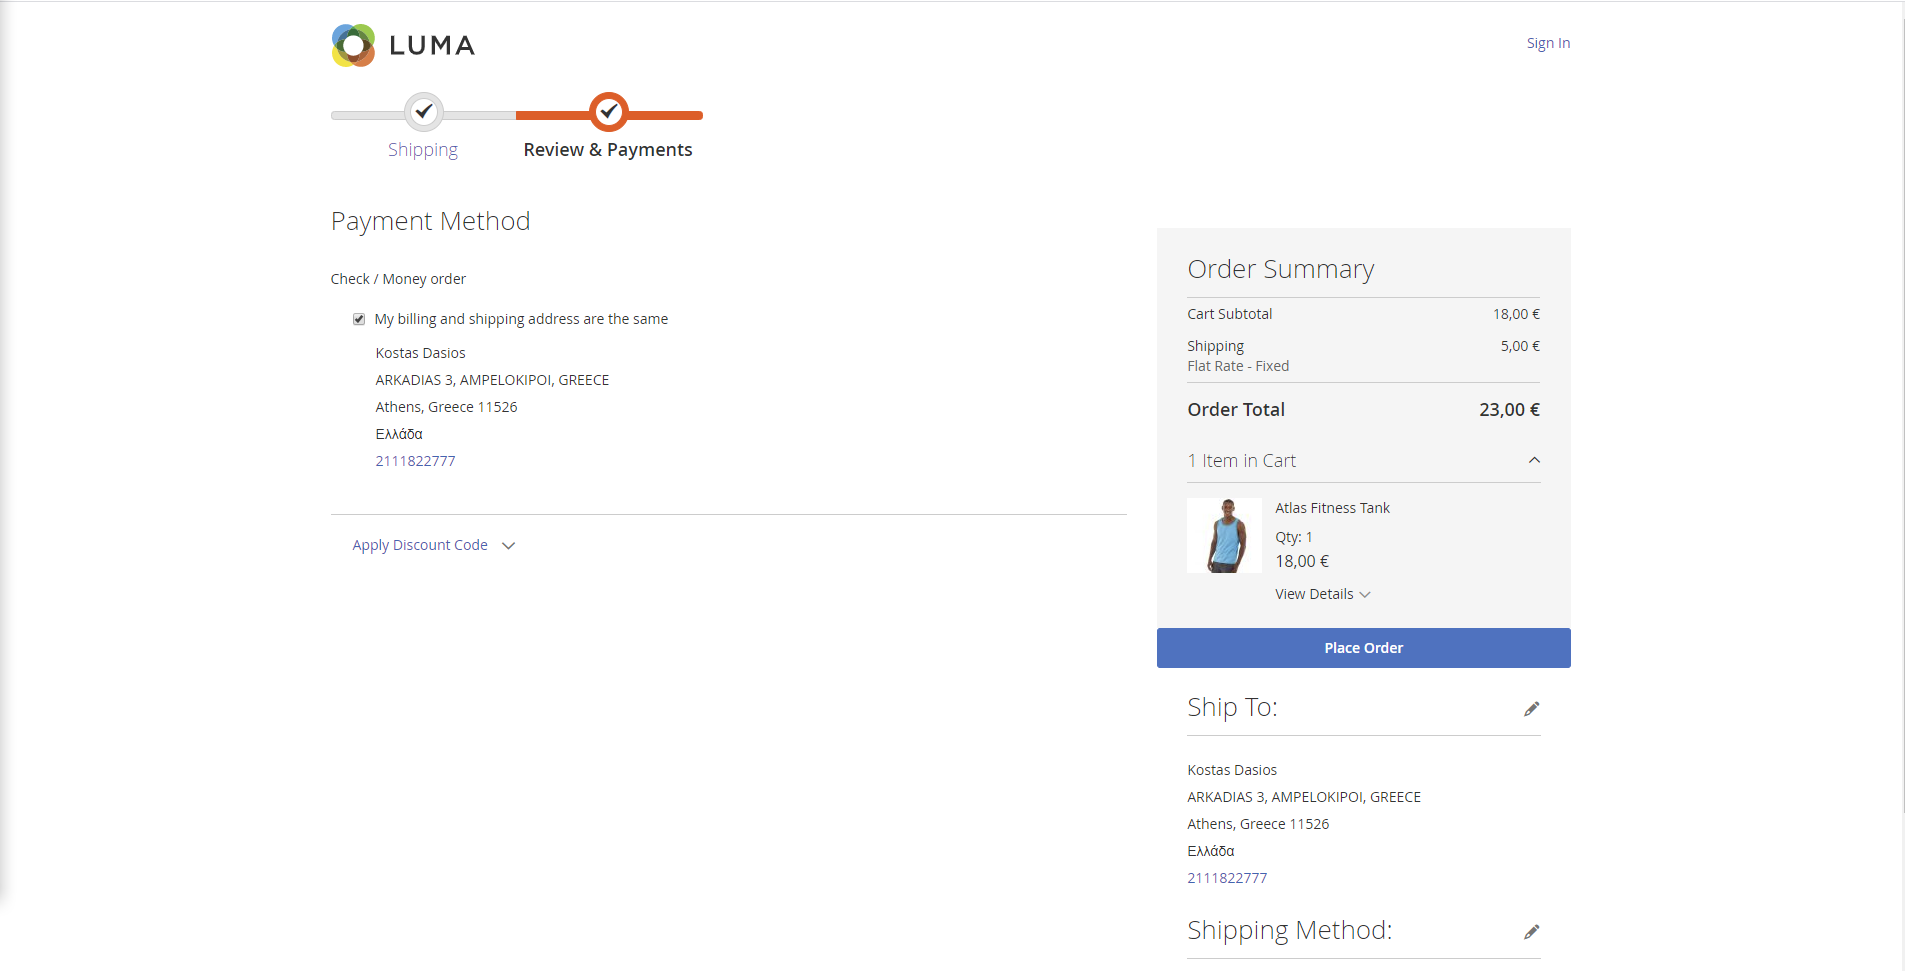 LUMA
Sign In
Shipping
Review & Payments
Payment Method
Check / Money order
My billing and shipping address are the same
Kostas Dasios
ARKADIAS 3, AMPELOKIPOI, GREECE
Athens, Greece 11526
Ελλάδα
2111822777
Apply Discount Code
Order Summary
Cart Subtotal 18,00 €
Shipping 5,00 €
Flat Rate - Fixed
Order Total 23,00 €
1 Item in Cart
Atlas Fitness Tank
Qty: 1
18,00 €
View Details
Place Order
Ship To:
Kostas Dasios
ARKADIAS 3, AMPELOKIPOI, GREECE
Athens, Greece 11526
Ελλάδα
2111822777
Shipping Method: